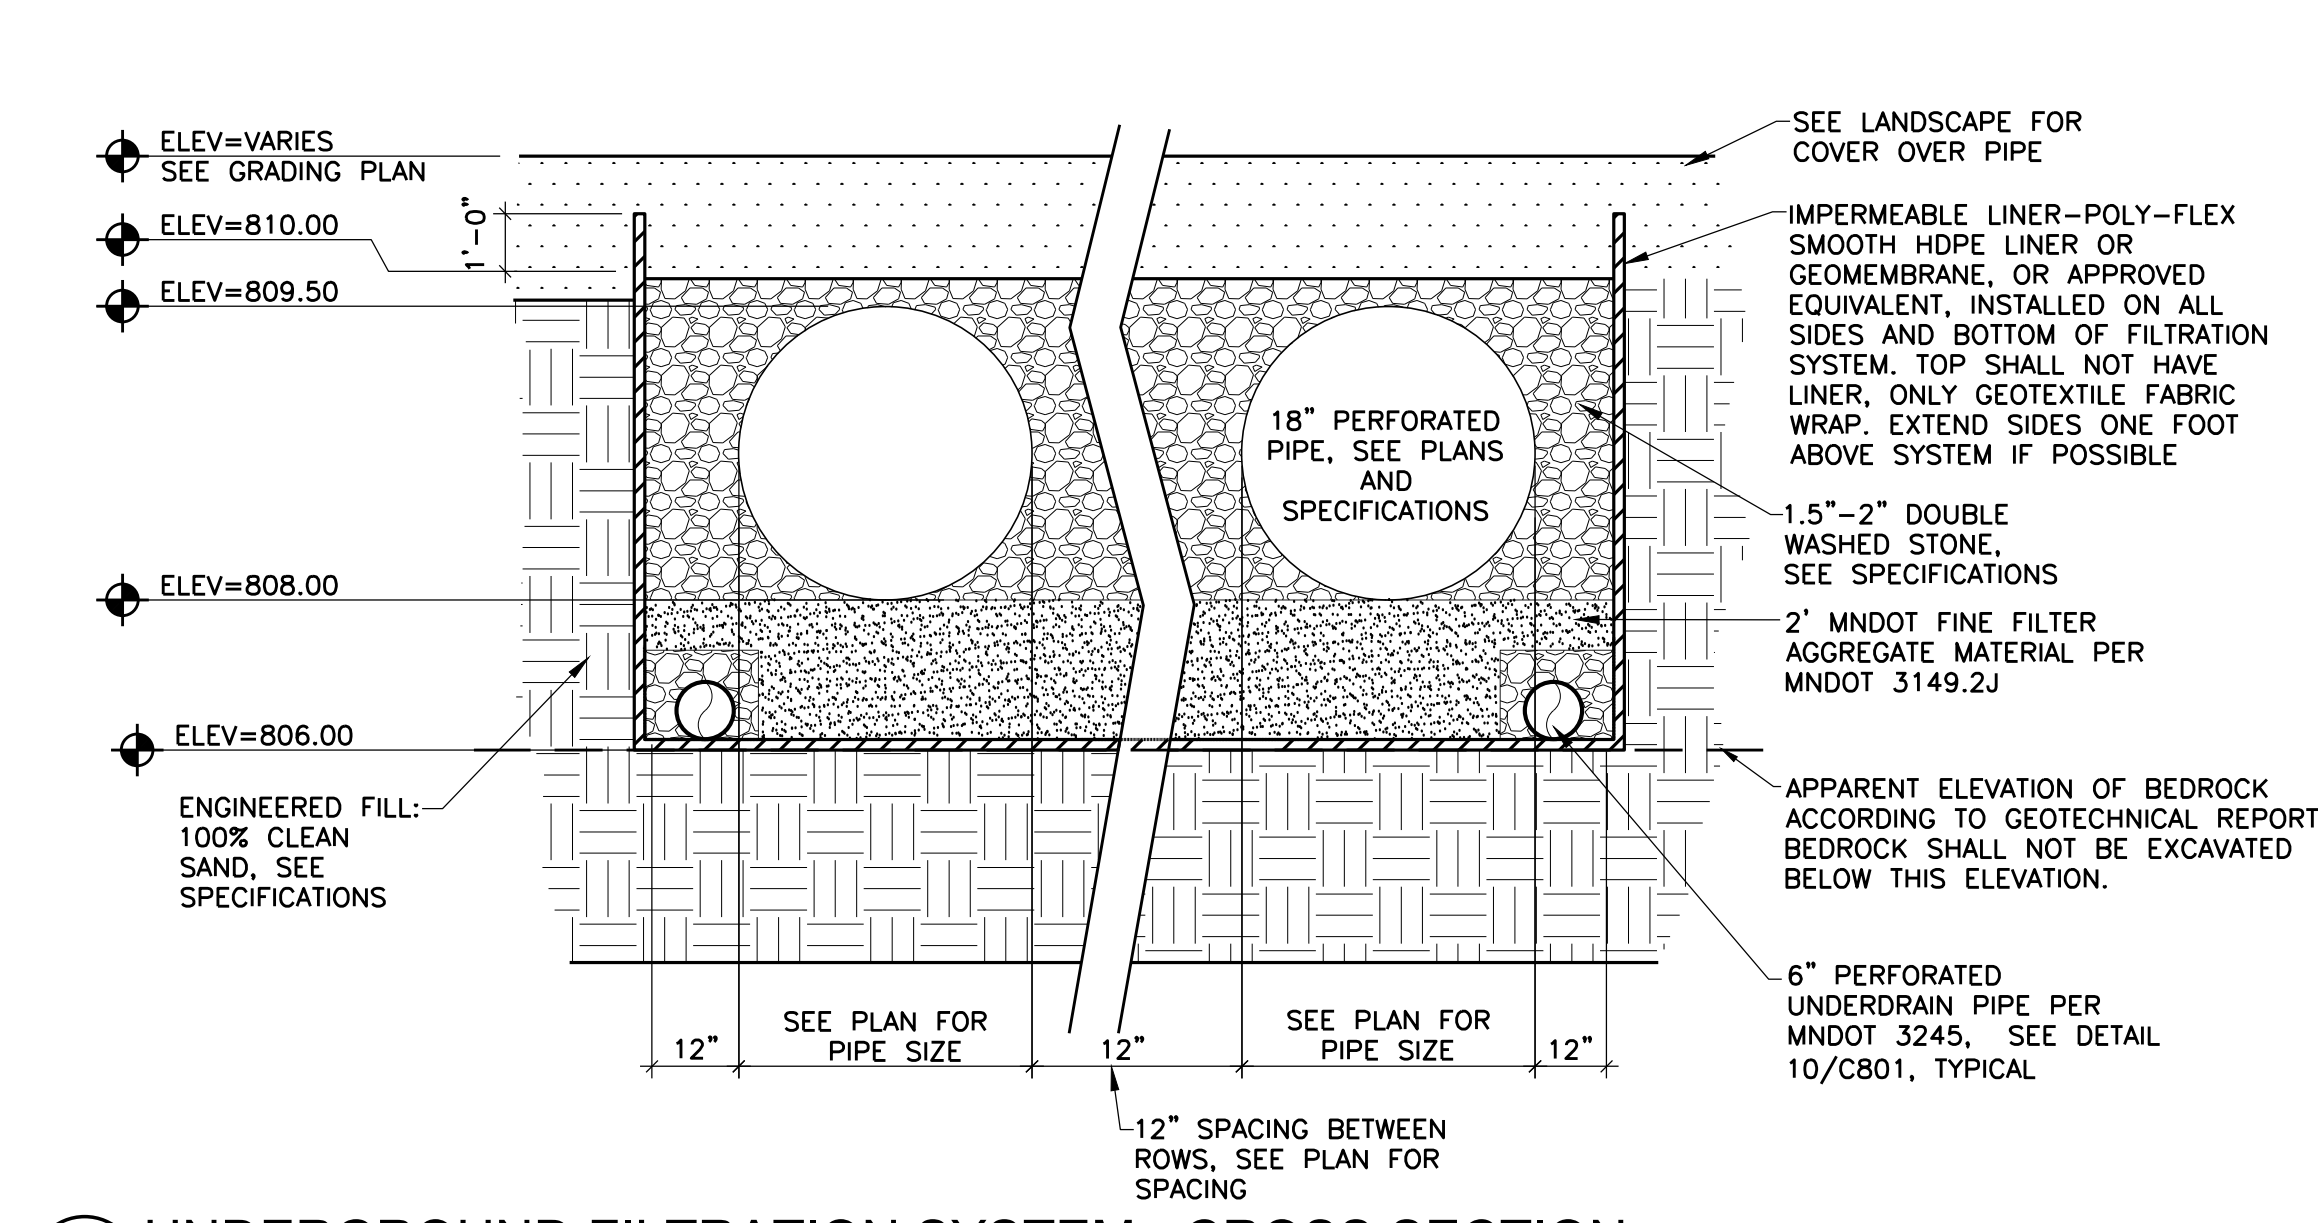 ELEV=VARIES
SEE GRADING PLAN
ELEV=810.00
1'-0"
ELEV=809.50
ELEV=808.00
ELEV=806.00
ENGINEERED FILL:
100% CLEAN
SAND, SEE
SPECIFICATIONS
18" PERFORATED
PIPE, SEE PLANS
AND
SPECIFICATIONS
SEE LANDSCAPE FOR
COVER OVER PIPE
IMPERMEABLE LINER-POLY-FLEX
SMOOTH HDPE LINER OR
GEOMEMBRANE, OR APPROVED
EQUIVALENT, INSTALLED ON ALL
SIDES AND BOTTOM OF FILTRATION
SYSTEM. TOP SHALL NOT HAVE
LINER, ONLY GEOTEXTILE FABRIC
WRAP. EXTEND SIDES ONE FOOT
ABOVE SYSTEM IF POSSIBLE
1.5"-2" DOUBLE
WASHED STONE,
SEE SPECIFICATIONS
2' MNDOT FINE FILTER
AGGREGATE MATERIAL PER
MNDOT 3149.2J
APPARENT ELEVATION OF BEDROCK
ACCORDING TO GEOTECHNICAL REPORT
BEDROCK SHALL NOT BE EXCAVATED
BELOW THIS ELEVATION.
6" PERFORATED
UNDERDRAIN PIPE PER
MNDOT 3245, SEE DETAIL
10/C801, TYPICAL
12"
SEE PLAN FOR
PIPE SIZE
12"
SEE PLAN FOR
PIPE SIZE
12"
12" SPACING BETWEEN
ROWS, SEE PLAN FOR
SPACING
UNDERGROUND FILTRATION SYSTEM - CROSS SECTION